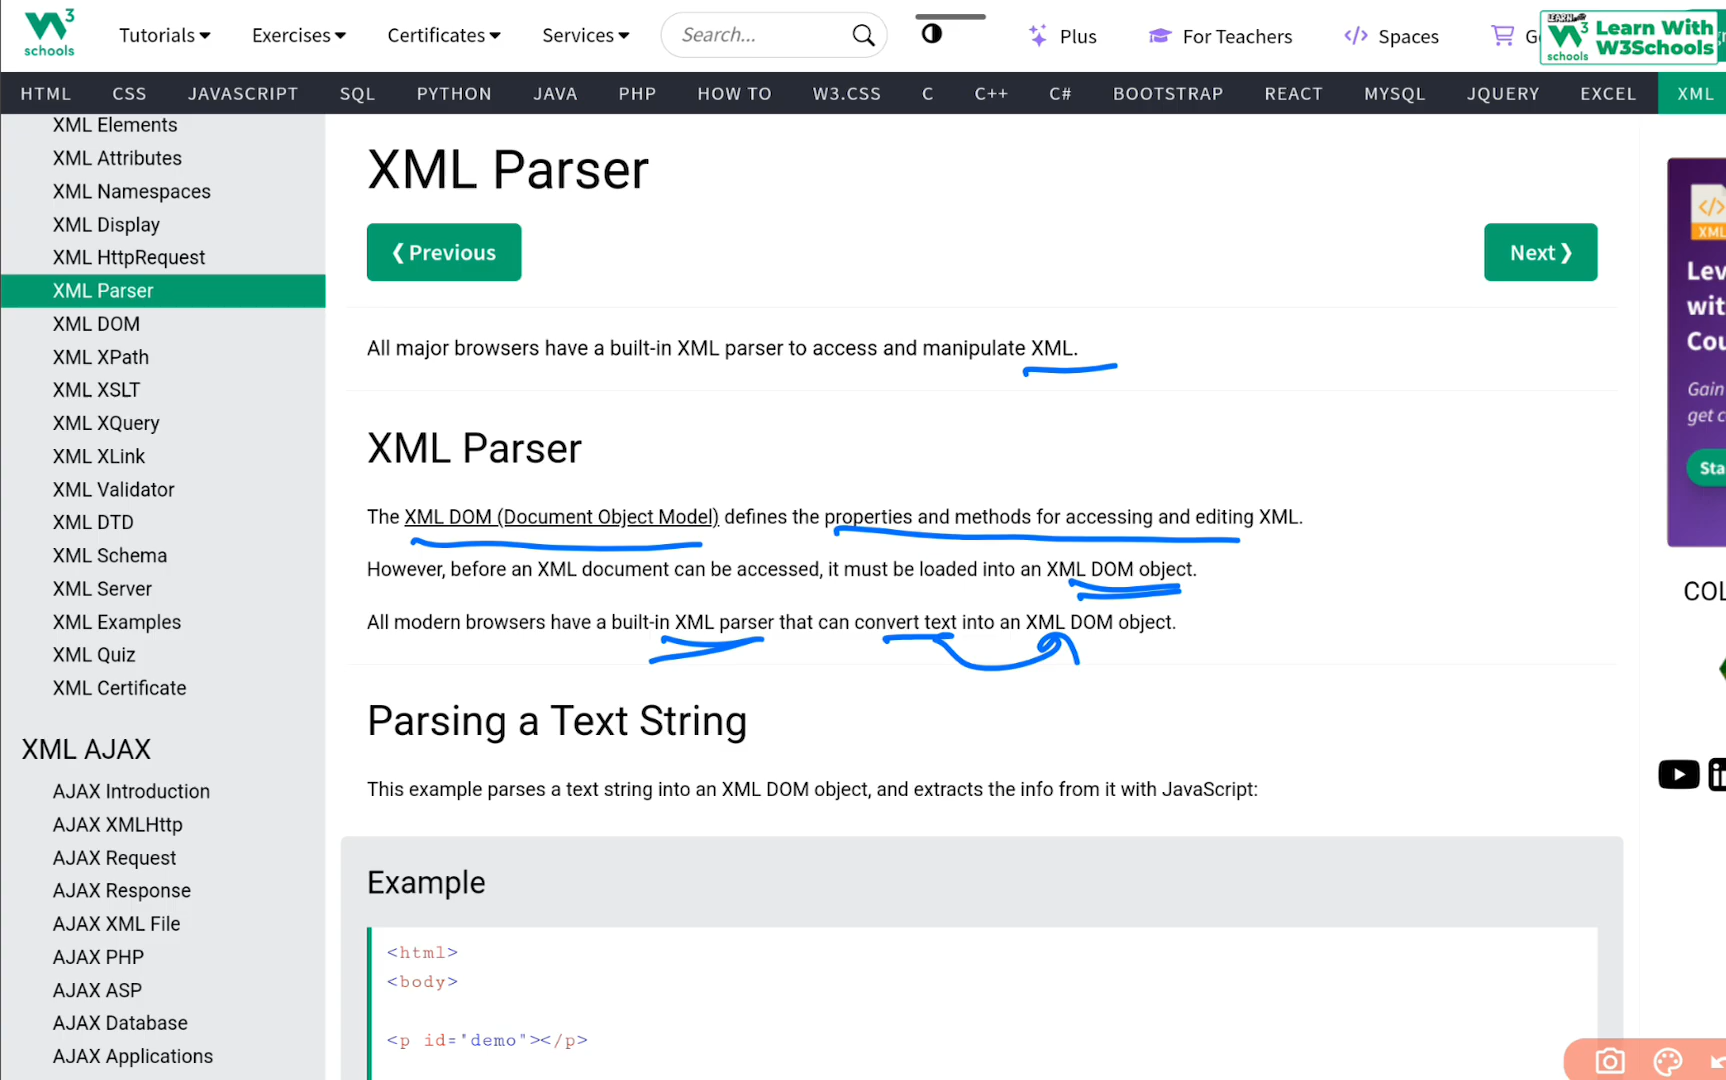 W3 schools
Tutorials Exercises Certificates Services Search... Plus For Teachers Spaces
LEARN
W3 schools
Learn With
W3Schools
HTML CSS JAVASCRIPT SQL PYTHON JAVA PHP HOW TO W3.CSS C C++ C# BOOTSTRAP REACT MYSQL JQUERY EXCEL XML
XML Elements
XML Attributes
XML Namespaces
XML Display
XML HttpRequest
XML Parser
XML DOM
XML XPath
XML XSLT
XML XQuery
XML XLink
XML Validator
XML DTD
XML Schema
XML Server
XML Examples
XML Quiz
XML Certificate
XML AJAX
AJAX Introduction
AJAX XMLHttp
AJAX Request
AJAX Response
AJAX XML File
AJAX PHP
AJAX ASP
AJAX Database
AJAX Applications
XML Parser
❮ Previous
Next ❯
All major browsers have a built-in XML parser to access and manipulate XML.
XML Parser
The XML DOM (Document Object Model) defines the properties and methods for accessing and editing XML.
However, before an XML document can be accessed, it must be loaded into an XML DOM object.
All modern browsers have a built-in XML parser that can convert text into an XML DOM object.
Parsing a Text String
This example parses a text string into an XML DOM object, and extracts the info from it with JavaScript:
Example
<html>
<body>
<p id="demo"></p>
</> XML
Gain